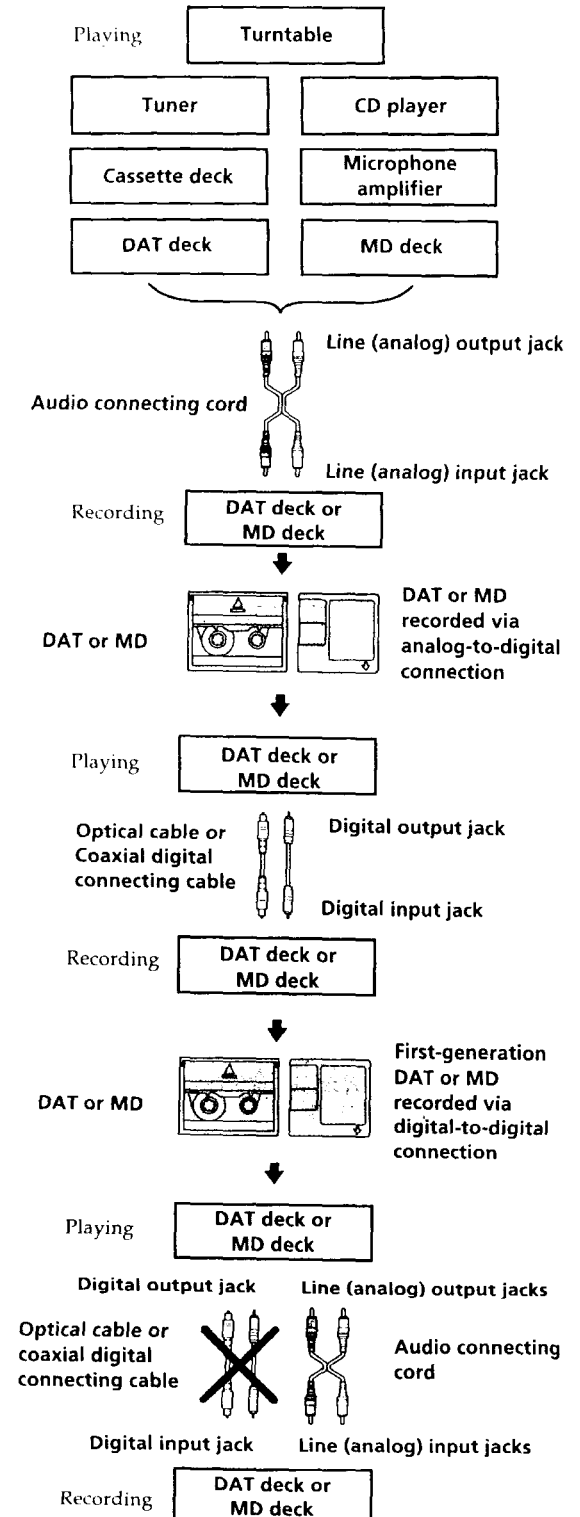 Playing
Turntable
Tuner
CD player
Cassette deck
Microphone
amplifier
DAT deck
MD deck
Line (analog) output jack
Audio connecting cord
Line (analog) input jack
Recording
DAT deck or
MD deck
DAT or MD
DAT or MD
recorded via
analog-to-digital
connection
Playing
DAT deck or
MD deck
Optical cable or
Coaxial digital
connecting cable
Digital output jack
Digital input jack
Recording
DAT deck or
MD deck
DAT or MD
First-generation
DAT or MD
recorded via
digital-to-digital
connection
Playing
DAT deck or
MD deck
Digital output jack
Line (analog) output jacks
Optical cable or
coaxial digital
connecting cable
Audio connecting
cord
Digital input jack
Line (analog) input jacks
Recording
DAT deck or
MD deck